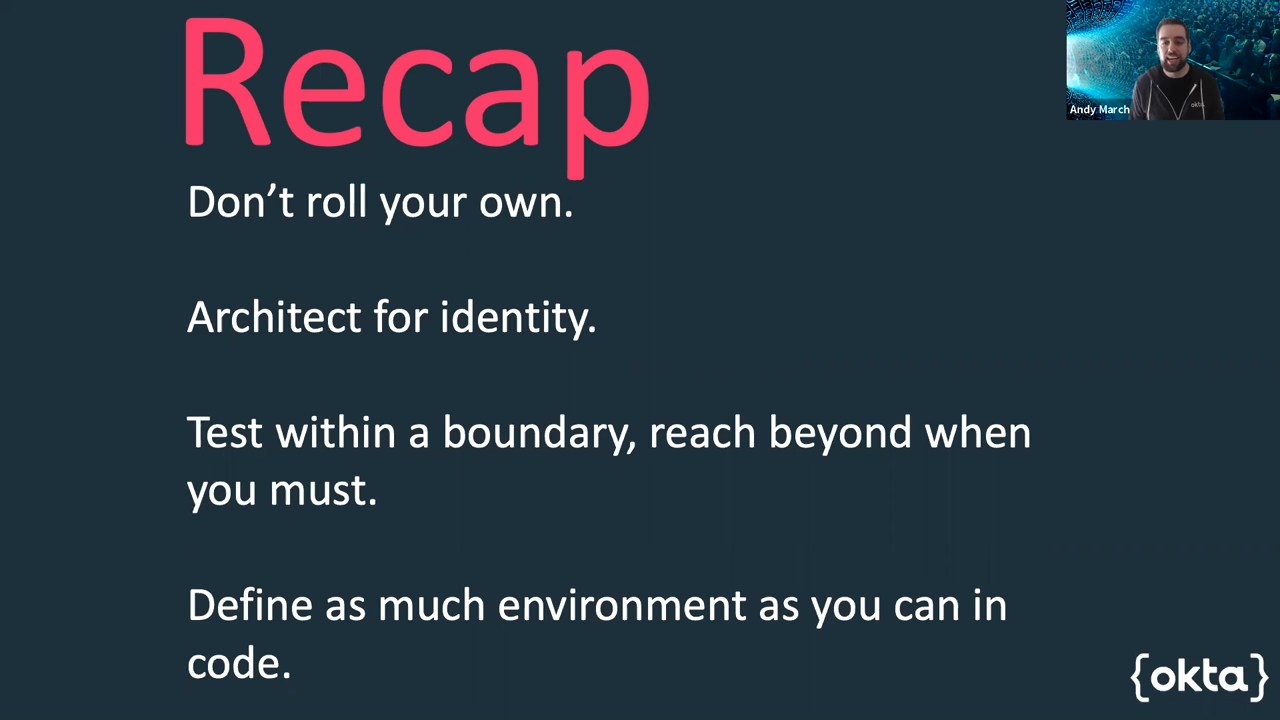 Recap
Andy March
okta
Don’t roll your own.
Architect for identity.
Test within a boundary, reach beyond when
you must.
Define as much environment as you can in
code.
{okta}